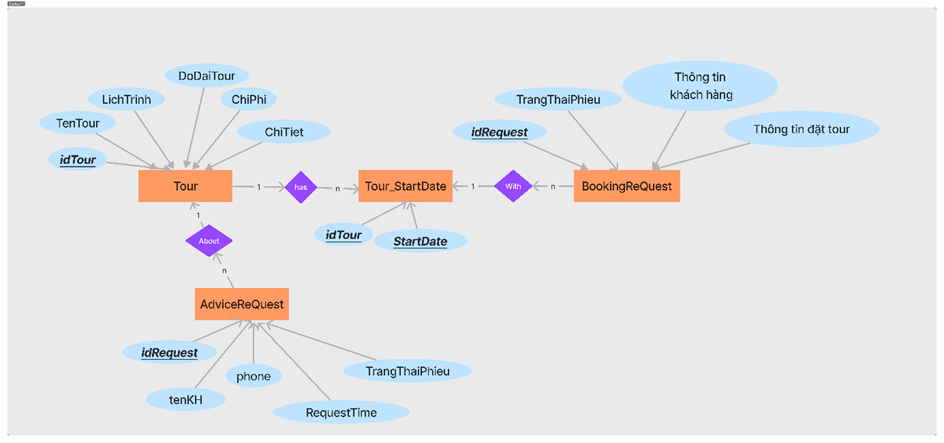 DoDaiTour
LichTrinh
ChiPhi
TenTour
ChiTiet
idTour
Tour
1
has
n
Tour_StartDate
1
With
n
BookingReQuest
TrangThaiPhieu
Thông tin
khách hàng
idRequest
Thông tin đặt tour
idTour
StartDate
1
About
n
AdviceReQuest
idRequest
phone
TrangThaiPhieu
tenKH
RequestTime